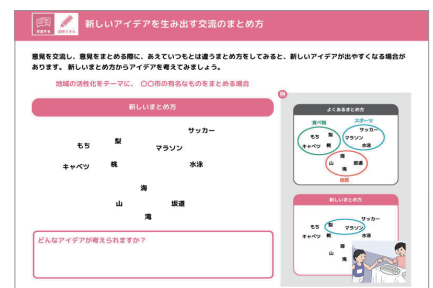 新しいアイデアを生み出す交流のまとめ方
意見を交流し、意見をまとめる際に、あえていつもとは違うまとめ方をしてみると、新しいアイデアが出やすくなる場合が
あります。 新しいまとめ方からアイデアを考えてみましょう。
地域の活性化をテーマに、 〇〇市の有名なものをまとめる場合
新しいまとめ方
もち
梨
サッカー
マラソン
キャベツ
桃
水泳
海
山
坂道
滝
どんなアイデアが考えられますか？
例
よくあるまとめ方
食べ物
スポーツ
もち
梨
サッカー
マラソン
キャベツ
桃
水泳
海
山
坂道
滝
新しいまとめ方
もち
梨
サッカー
マラソン
キャベツ
桃
水泳
海
山
滝